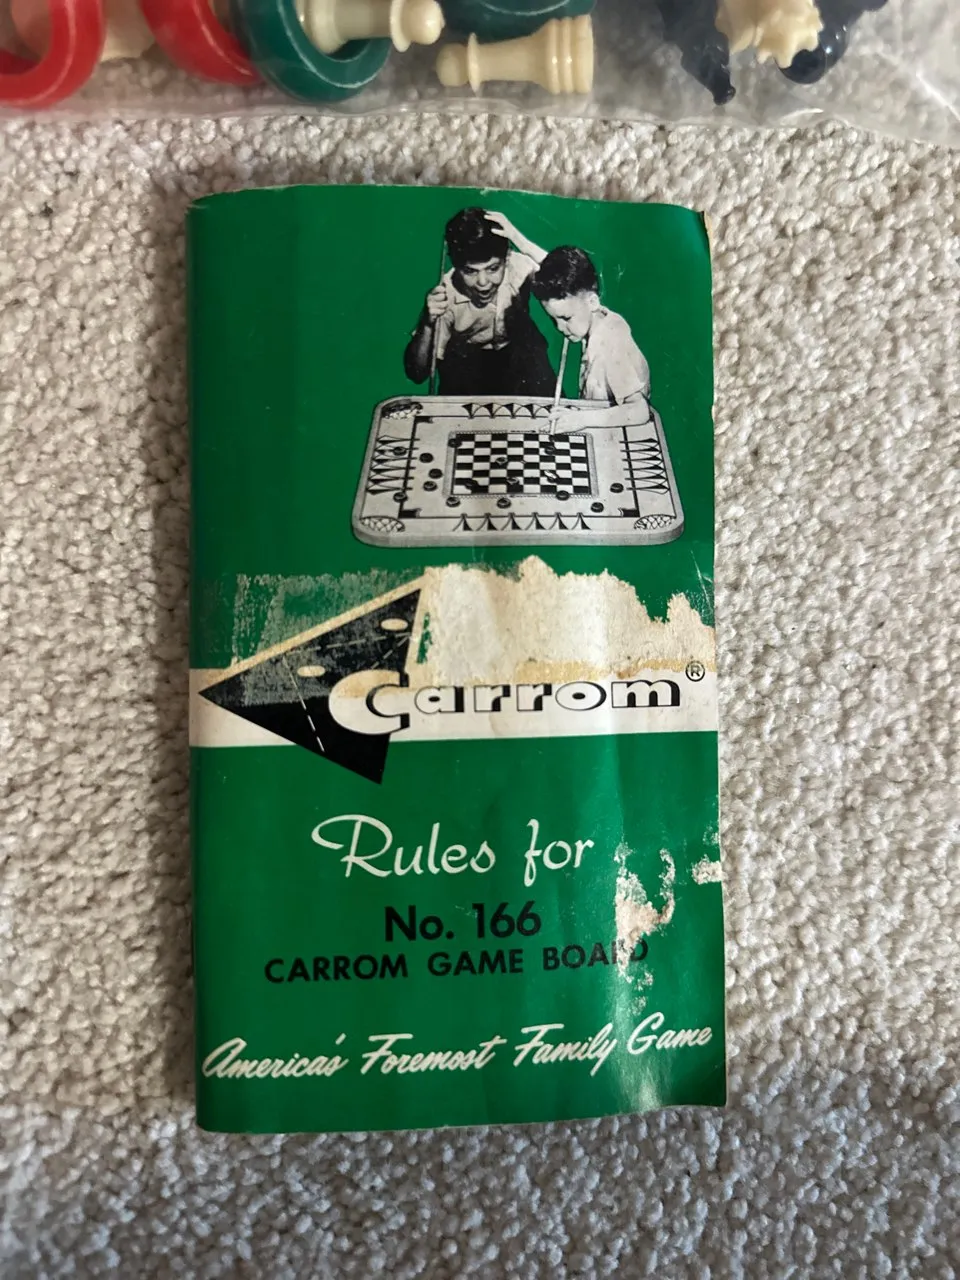 Carrom®
Rules for
No. 166
CARROM GAME BOARD
America's Foremost Family Game